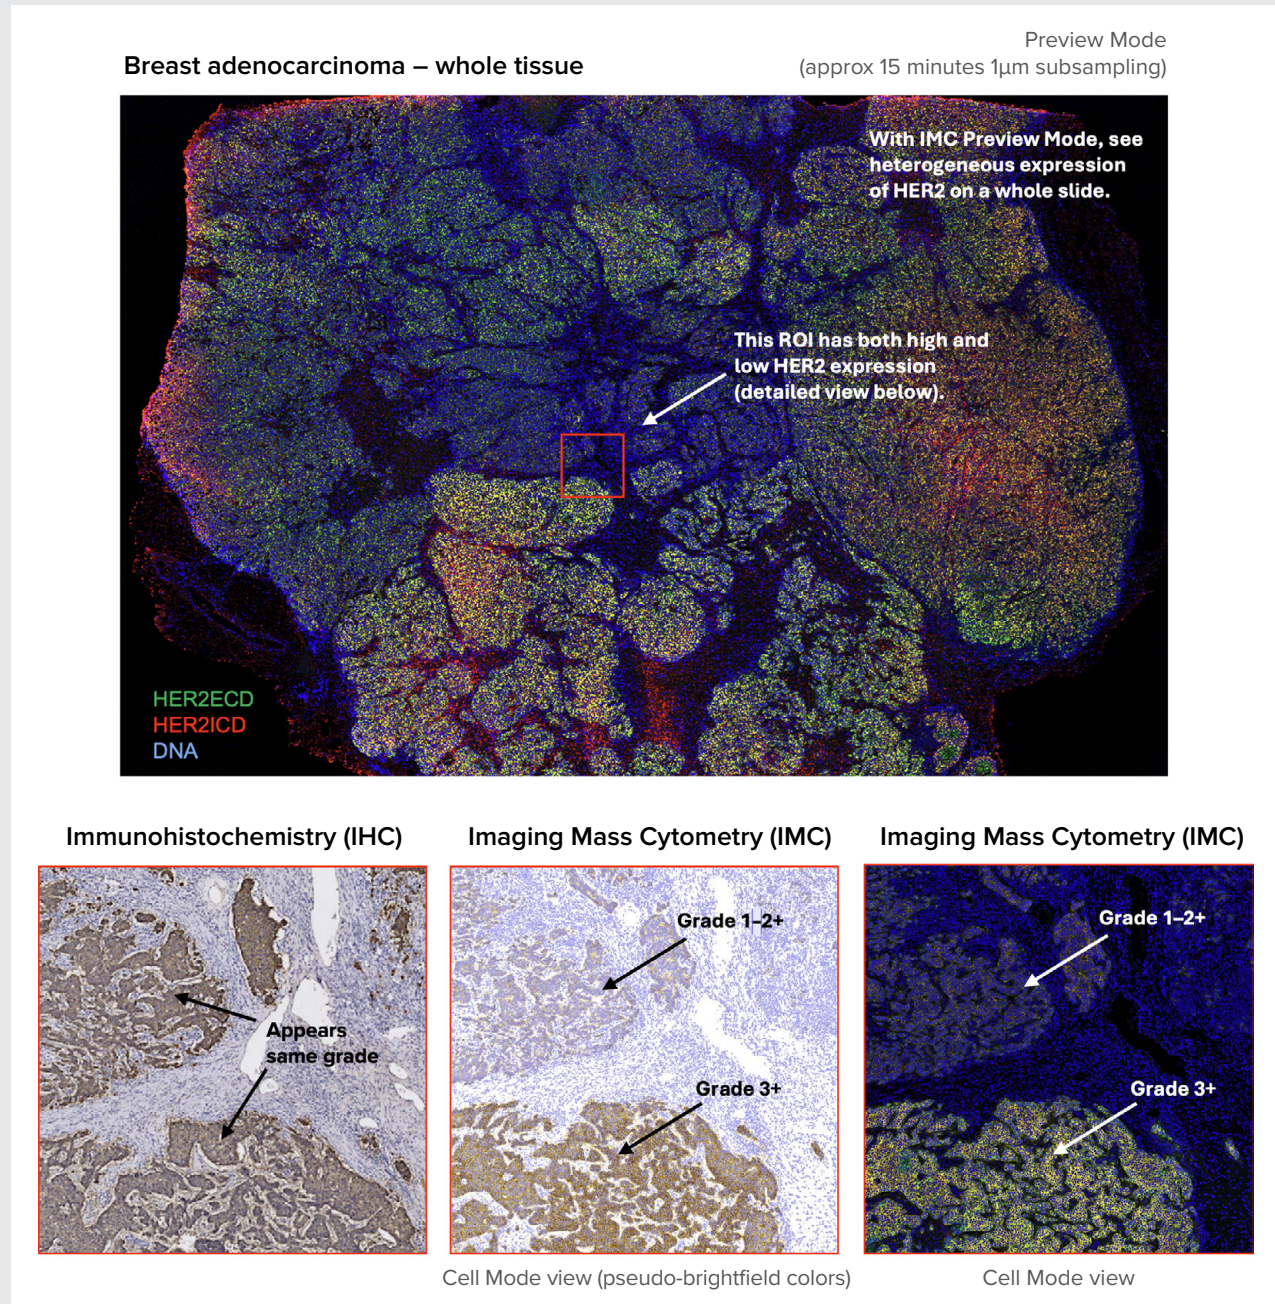 Preview Mode
Breast adenocarcinoma – whole tissue
(approx 15 minutes 1µm subsampling)
With IMC Preview Mode, see
heterogeneous expression
of HER2 on a whole slide.
This ROI has both high and
low HER2 expression
(detailed view below).
HER2ECD
HER2ICD
DNA
Immunohistochemistry (IHC)
Appears
same grade
Imaging Mass Cytometry (IMC)
Grade 1–2+
Grade 3+
Cell Mode view (pseudo-brightfield colors)
Imaging Mass Cytometry (IMC)
Grade 1–2+
Grade 3+
Cell Mode view